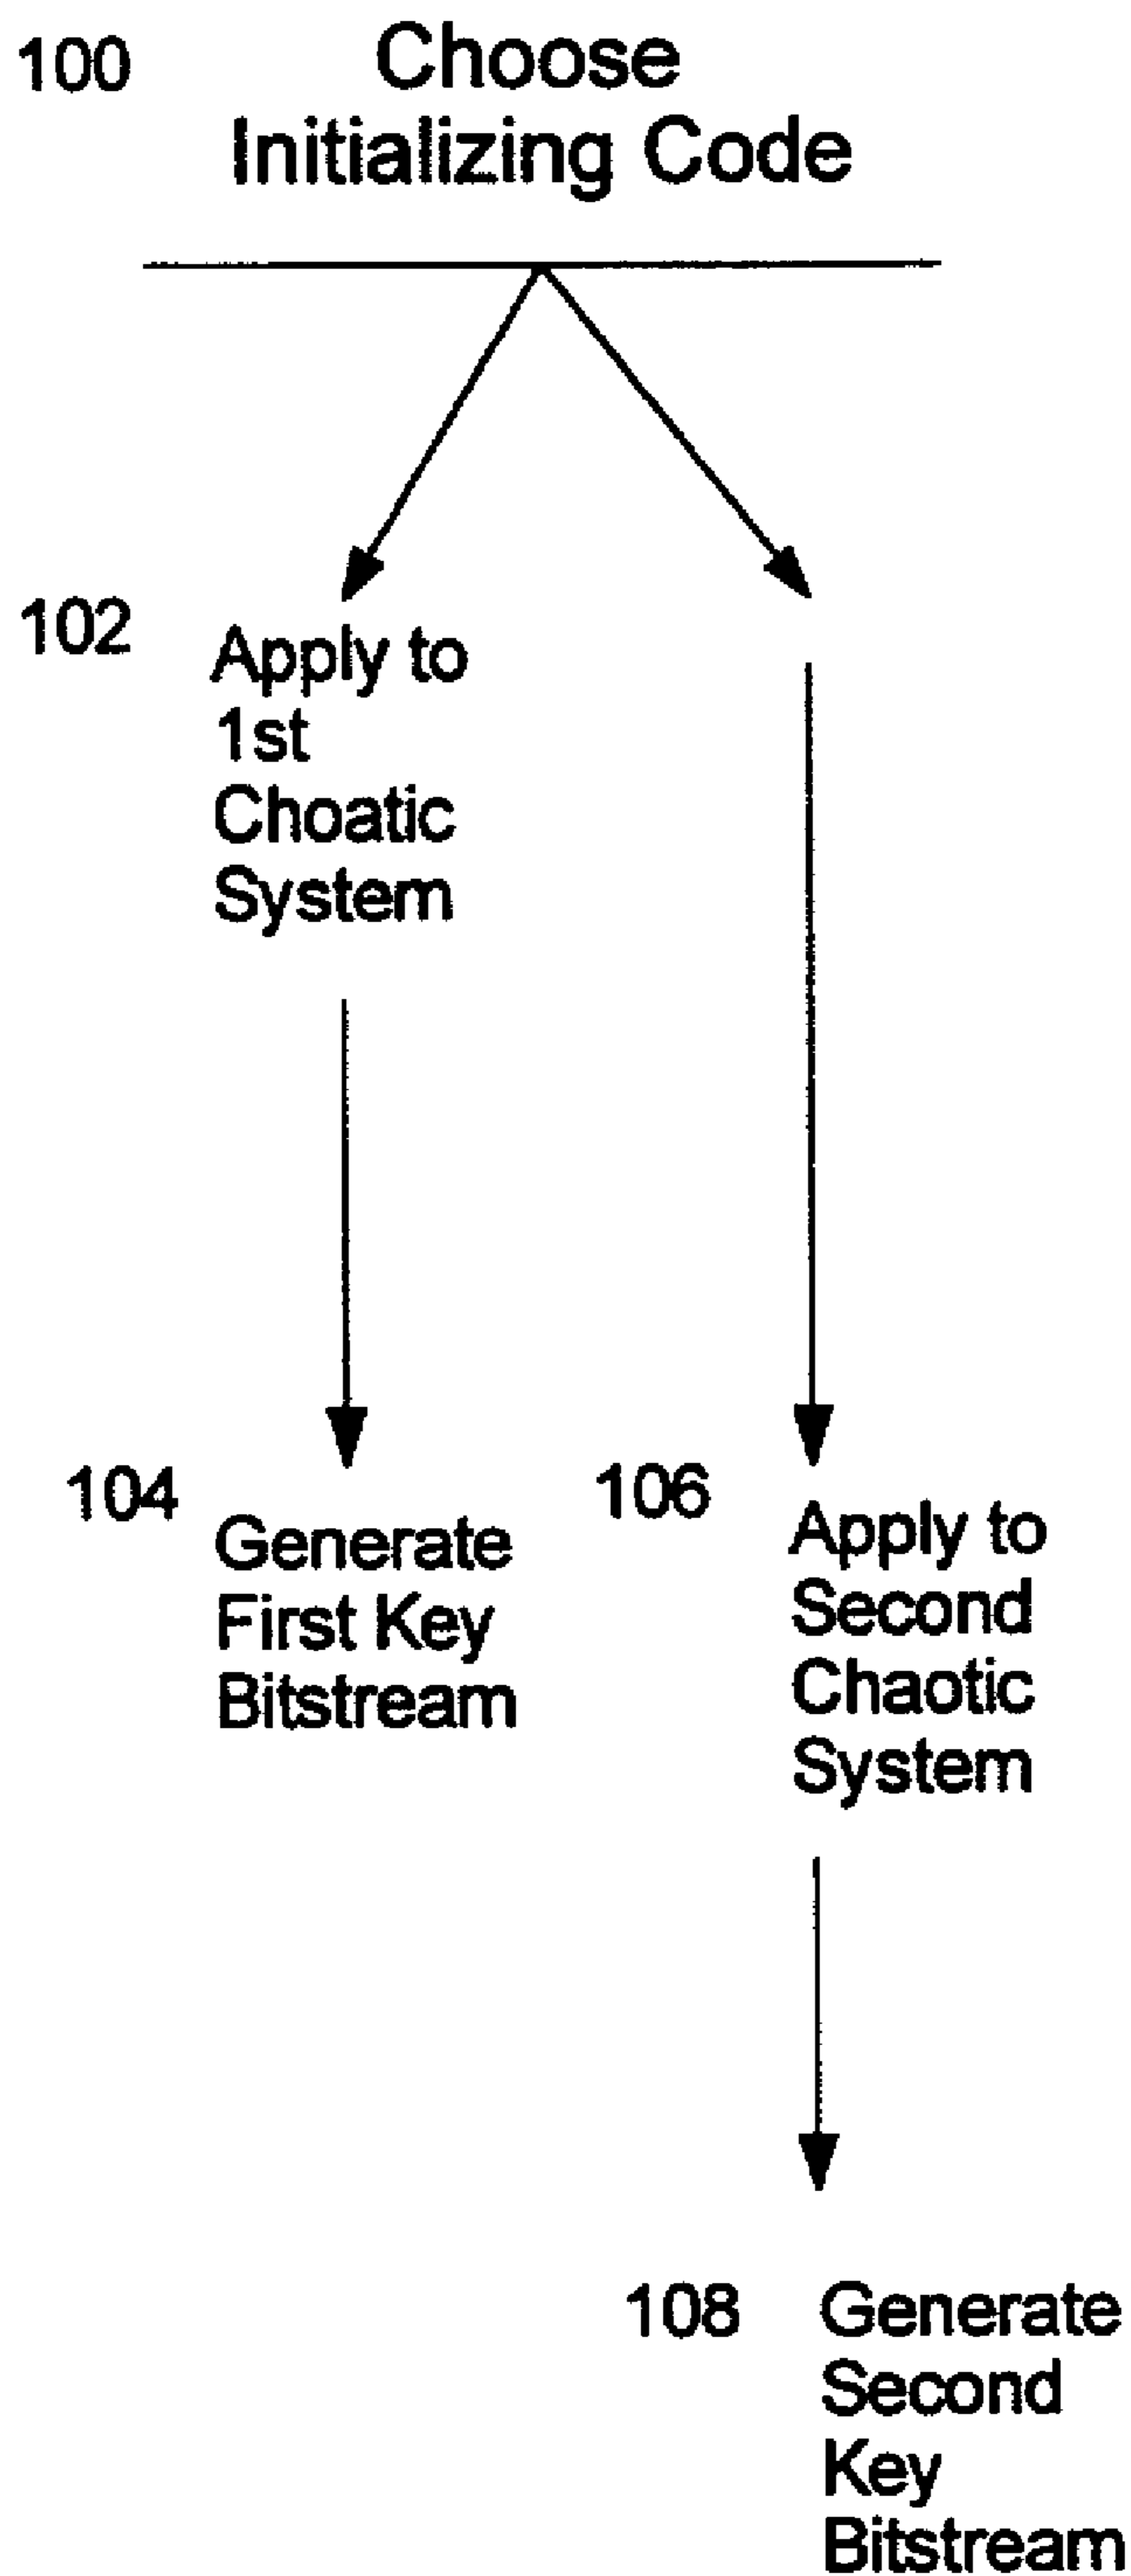 100 Choose
Initializing Code
102 Apply to
1st
Choatic
System
104 Generate
First Key
Bitstream
106 Apply to
Second
Chaotic
System
108 Generate
Second
Key
Bitstream